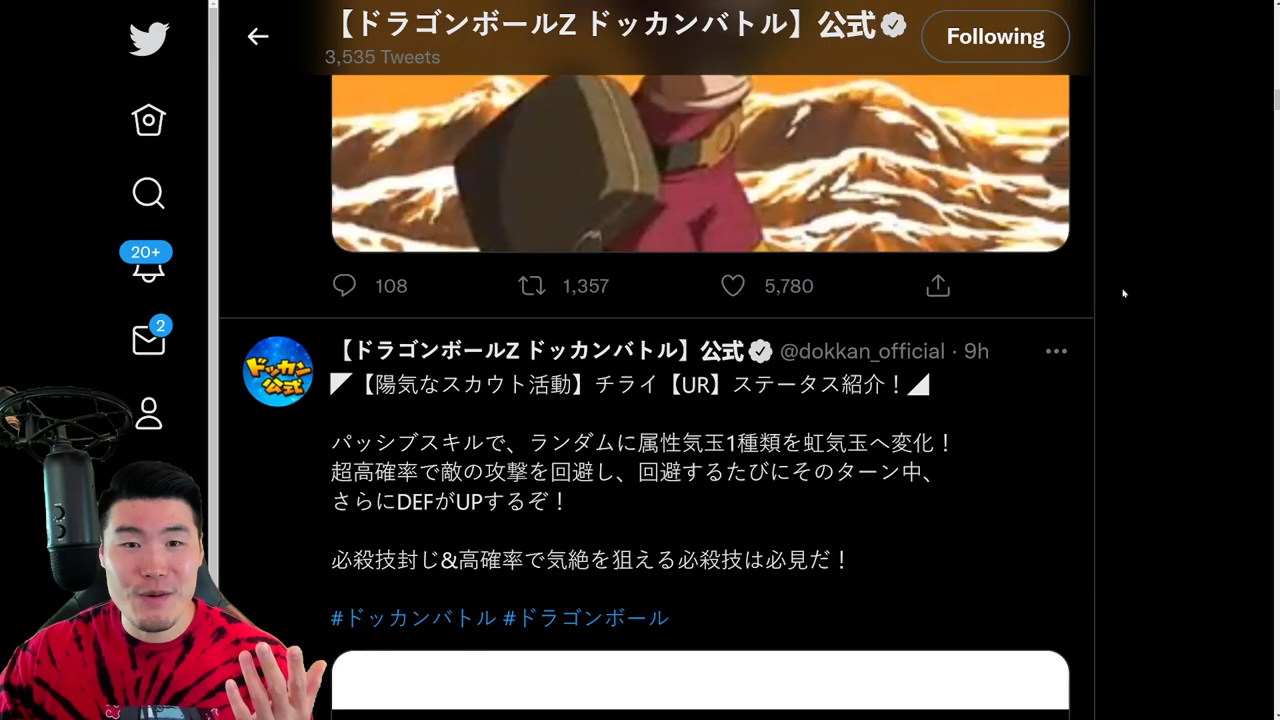 【ドラゴンボールZ ドッカンバトル】公式
3,535 Tweets
Following
20+
2
108
1,357
5,780
ドッカン公式
【ドラゴンボールZ ドッカンバトル】公式 @dokkan_official · 9h
◤【陽気なスカウト活動】チライ【UR】ステータス紹介！◢
パッシブスキルで、ランダムに属性気玉1種類を虹気玉へ変化！
超高確率で敵の攻撃を回避し、回避するたびにそのターン中、
さらにDEFがUPするぞ！
必殺技封じ&高確率で気絶を狙える必殺技は必見だ！
#ドッカンバトル #ドラゴンボール